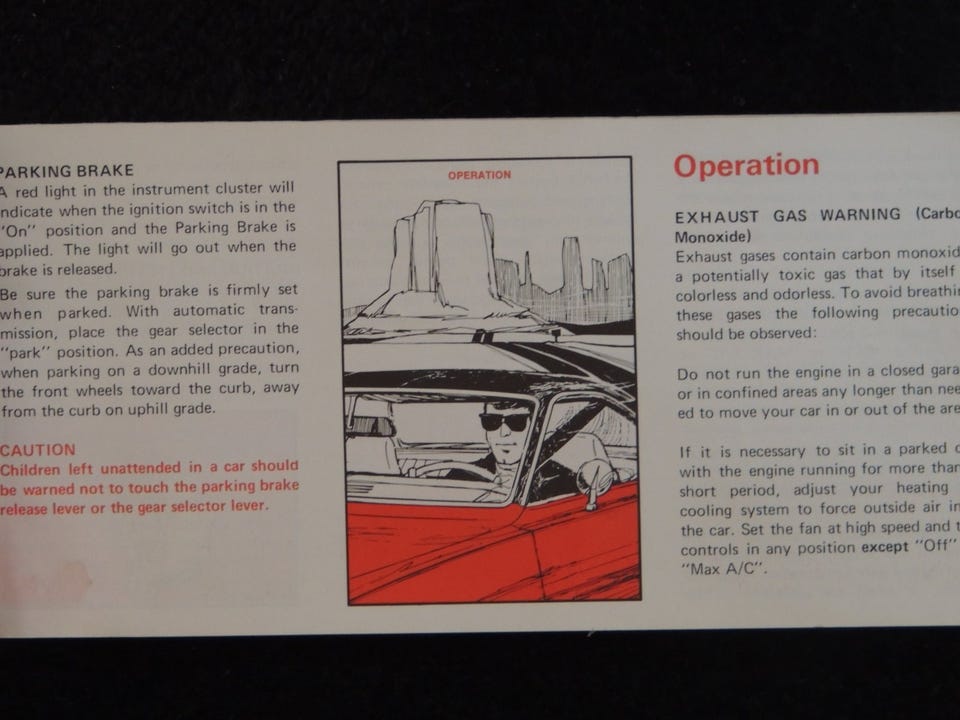 PARKING BRAKE
A red light in the instrument cluster will
indicate when the ignition switch is in the
"On" position and the Parking Brake is
applied. The light will go out when the
brake is released.
Be sure the parking brake is firmly set
when parked. With automatic trans-
mission, place the gear selector in the
"park" position. As an added precaution,
when parking on a downhill grade, turn
the front wheels toward the curb, away
from the curb on uphill grade.
CAUTION
Children left unattended in a car should
be warned not to touch the parking brake
release lever or the gear selector lever.
OPERATION
Operation
EXHAUST GAS WARNING (Carbo
Monoxide)
Exhaust gases contain carbon monoxid
a potentially toxic gas that by itself
colorless and odorless. To avoid breathin
these gases the following precaution
should be observed:
Do not run the engine in a closed gara
or in confined areas any longer than nee
ed to move your car in or out of the are
If it is necessary to sit in a parked c
with the engine running for more than
short period, adjust your heating
cooling system to force outside air in
the car. Set the fan at high speed and t
controls in any position except "Off"
"Max A/C".